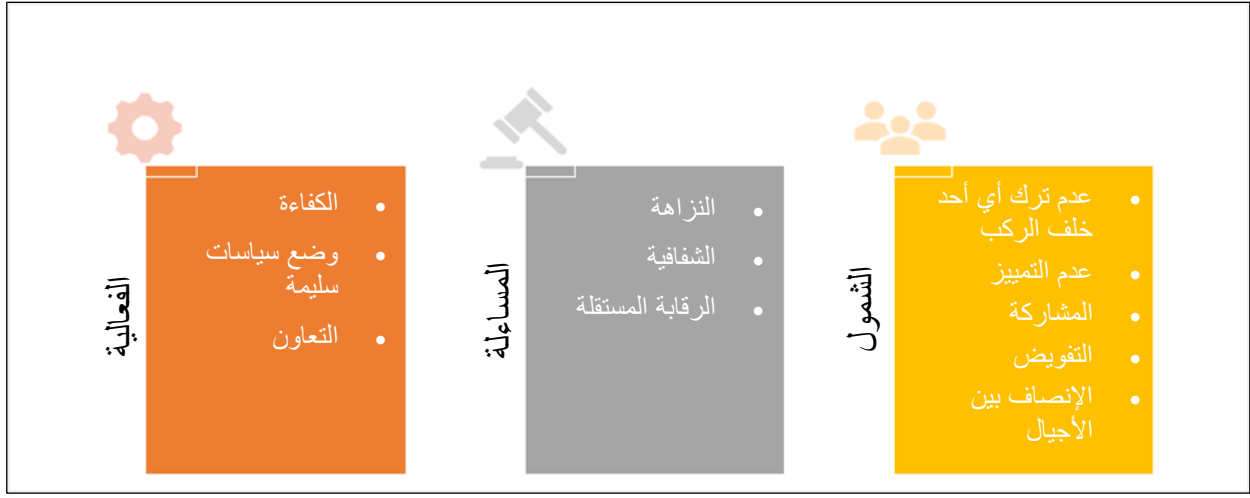 الشمول
• عدم ترك أي أحد
خلف الركب
• عدم التمييز
• المشاركة
• التفويض
• الإنصاف بين
الأجيال
المساءلة
• النزاهة
• الشفافية
• الرقابة المستقلة
الفعالية
• الكفاءة
• وضع سياسات
سليمة
• التعاون